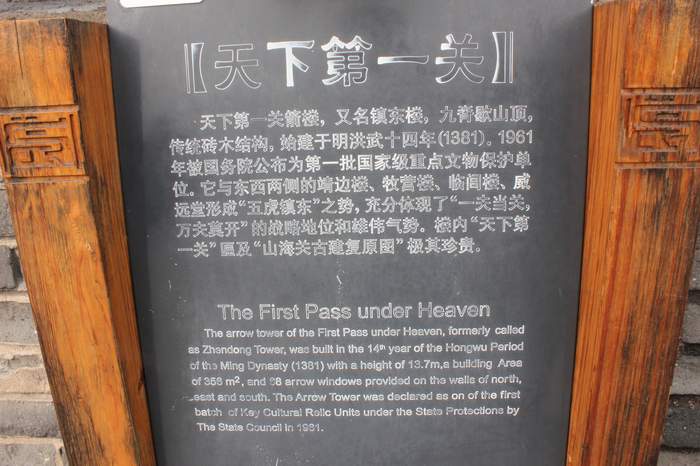 〖天下第一关〗
天下第一关箭楼，又名镇东楼，九脊歇山顶，
传统砖木结构，始建于明洪武十四年(1381)。1961
年被国务院公布为第一批国家级重点文物保护单
位。它与东西两侧的靖边楼、牧营楼、临闾楼、威
远堂形成“五虎镇东”之势，充分体现了“一夫当关，
万夫莫开”的战略地位和雄伟气势。楼内“天下第
一关”匾及“山海关古建复原图”极其珍贵。
The First Pass under Heaven
The arrow tower of the First Pass under Heaven, formerly called
as Zhendong Tower, was built in the 14th year of the Hongwu Period
of the Ming Dynasty (1381) with a height of 13.7m,a building Area
of 356 m², and 68 arrow windows provided on the walls of north,
east and south. The Arrow Tower was declared as on of the first
batch of Key Cultural Relic Units under the State Protections by
The State Council in 1961.